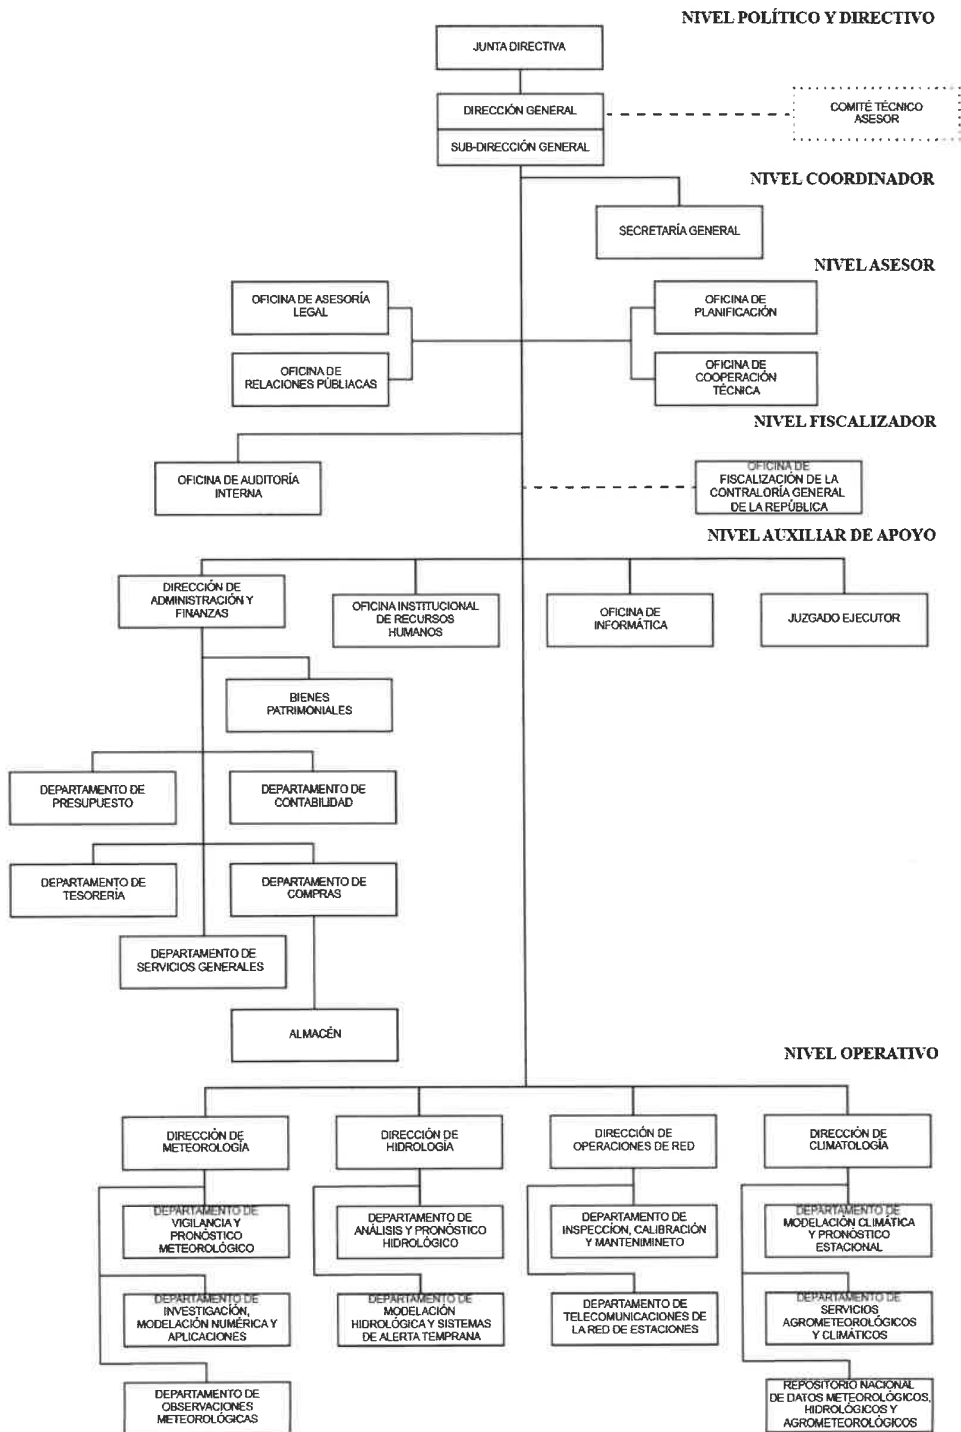 NIVEL POLÍTICO Y DIRECTIVO
JUNTA DIRECTIVA
DIRECCIÓN GENERAL
SUB-DIRECCIÓN GENERAL
COMITÉ TÉCNICO
ASESOR
NIVEL COORDINADOR
SECRETARÍA GENERAL
NIVEL ASESOR
OFICINA DE ASESORÍA
LEGAL
OFICINA DE
PLANIFICACIÓN
OFICINA DE
RELACIONES PÚBLIACAS
OFICINA DE
COOPERACIÓN
TÉCNICA
NIVEL FISCALIZADOR
OFICINA DE AUDITORÍA
INTERNA
OFICINA DE
FISCALIZACIÓN DE LA
CONTRALORÍA GENERAL
DE LA REPÚBLICA
NIVEL AUXILIAR DE APOYO
DIRECCIÓN DE
ADMINISTRACIÓN Y
FINANZAS
OFICINA INSTITUCIONAL
DE RECURSOS
HUMANOS
OFICINA DE
INFORMÁTICA
JUZGADO EJECUTOR
BIENES
PATRIMONIALES
DEPARTAMENTO DE
PRESUPUESTO
DEPARTAMENTO DE
CONTABILIDAD
DEPARTAMENTO DE
TESORERÍA
DEPARTAMENTO DE
COMPRAS
DEPARTAMENTO DE
SERVICIOS GENERALES
ALMACÉN
NIVEL OPERATIVO
DIRECCIÓN DE
METEOROLOGÍA
DIRECCIÓN DE
HIDROLOGÍA
DIRECCIÓN DE
OPERACIONES DE RED
DIRECCIÓN DE
CLIMATOLOGÍA
DEPARTAMENTO DE
VIGILANCIA Y
PRONÓSTICO
METEOROLÓGICO
DEPARTAMENTO DE
ANÁLISIS Y PRONÓSTICO
HIDROLÓGICO
DEPARTAMENTO DE
INSPECCÍON, CALIBRACIÓN
Y MANTENIMINETO
DEPARTAMENTO DE
MODELACIÓN CLIMÁTICA
Y PRONÓSTICO
ESTACIONAL
DEPARTAMENTO DE
INVESTIGACÍON,
MODELACIÓN NUMÉRICA Y
APLICACIONES
DEPARTAMENTO DE
MODELACIÓN
HIDROLÓGICA Y SISTEMAS
DE ALERTA TEMPRANA
DEPARTAMENTO DE
TELECOMUNICACIONES DE
LA RED DE ESTACIONES
DEPARTAMENTO DE
SERVICIOS
AGROMETEOROLÓGICOS
Y CLIMÁTICOS
DEPARTAMENTO DE
OBSERVACIONES
METEOROLÓGICAS
REPOSITORIO NACIONAL
DE DATOS METEOROLÓGICOS,
HIDROLÓGICOS Y
AGROMETEOROLÓGICOS